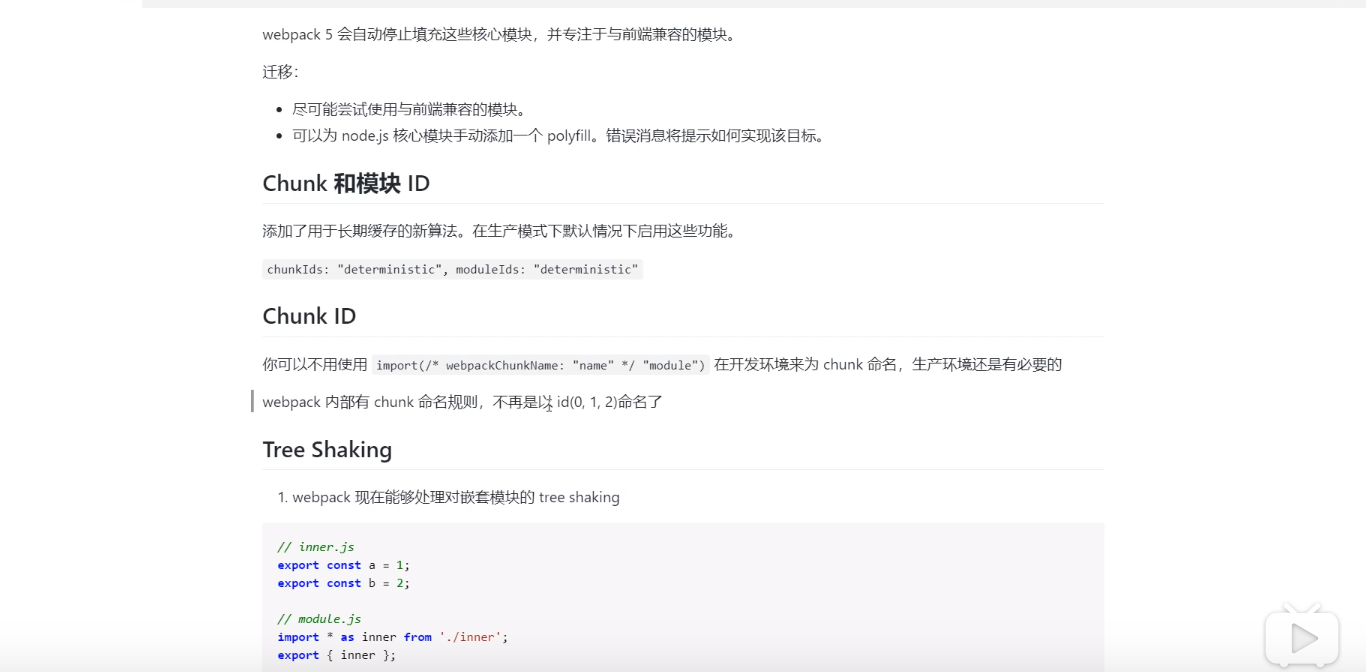 webpack 5 会自动停止填充这些核心模块，并专注于与前端兼容的模块。
迁移：
尽可能尝试使用与前端兼容的模块。
可以为 node.js 核心模块手动添加一个 polyfill。错误消息将提示如何实现该目标。
Chunk 和模块 ID
添加了用于长期缓存的新算法。在生产模式下默认情况下启用这些功能。
chunkIds: "deterministic", moduleIds: "deterministic"
Chunk ID
你可以不用使用 import(/* webpackChunkName: "name" */ "module") 在开发环境来为 chunk 命名，生产环境还是有必要的
webpack 内部有 chunk 命名规则，不再是以 id(0, 1, 2)命名了
Tree Shaking
1. webpack 现在能够处理对嵌套模块的 tree shaking
// inner.js
export const a = 1;
export const b = 2;
// module.js
import * as inner from './inner';
export { inner };